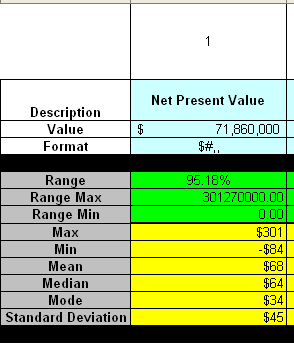 1
Description Net Present Value
Value $ 71,860,000
Format $#,,
Range 95.18%
Range Max 301270000.00
Range Min 0.00
Max $301
Min -$84
Mean $68
Median $64
Mode $34
Standard Deviation $45